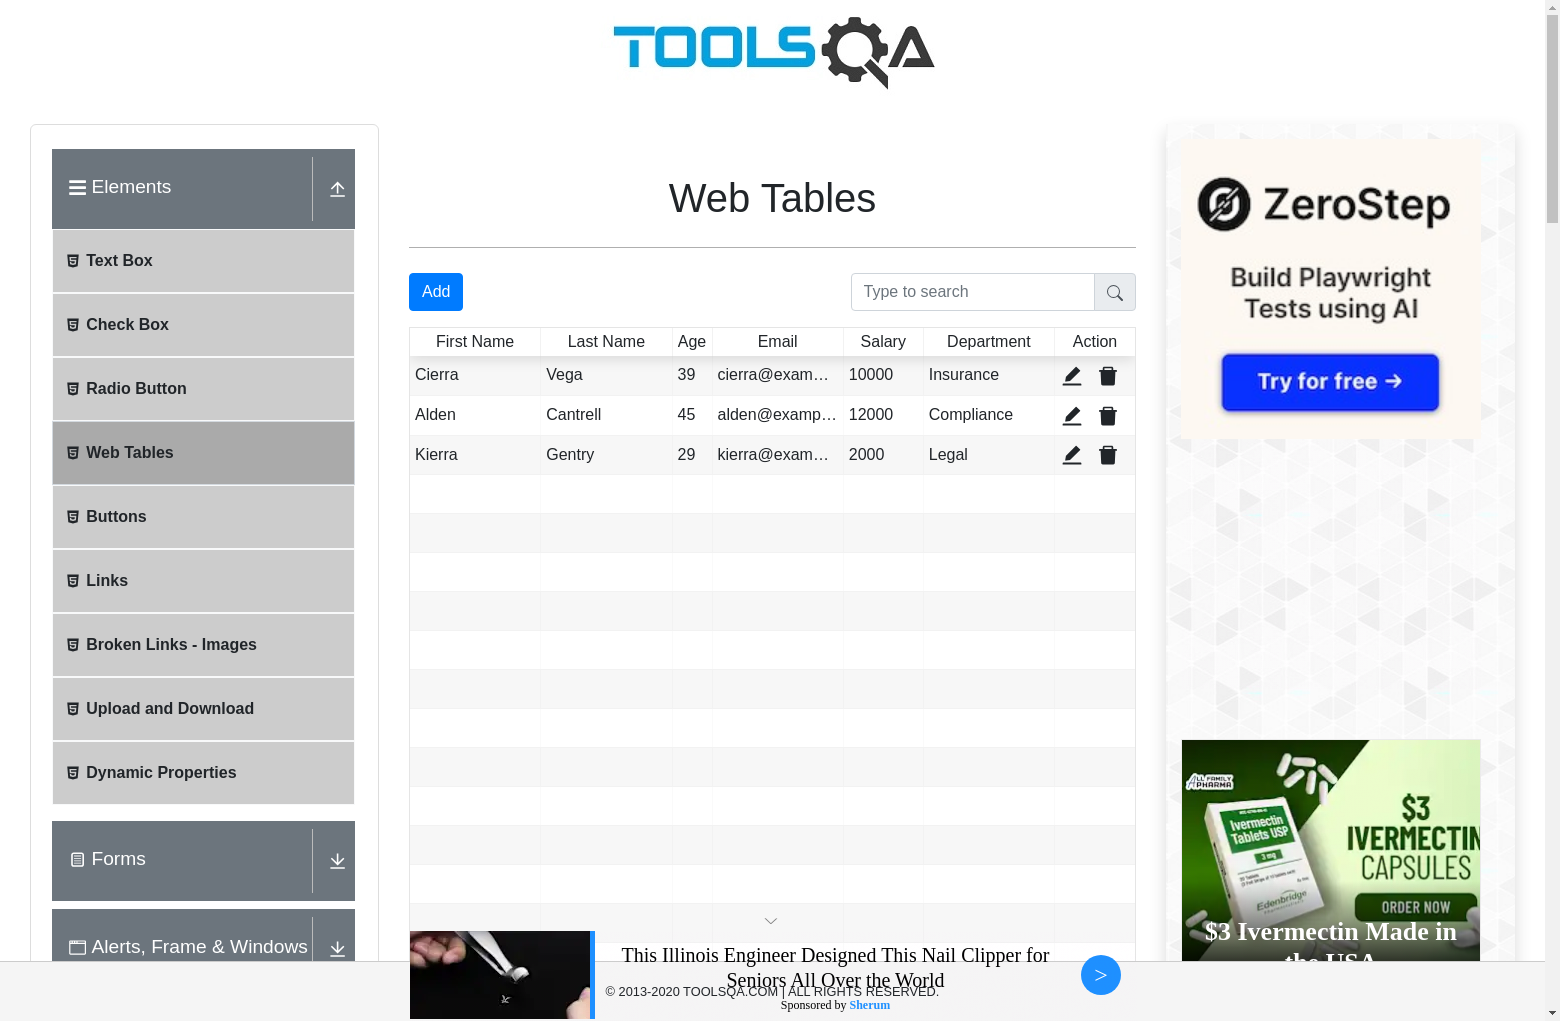 TOOLSQA
Elements
Text Box
Check Box
Radio Button
Web Tables
Buttons
Links
Broken Links - Images
Upload and Download
Dynamic Properties
Forms
Alerts, Frame & Windows
Web Tables
Add
Type to search
First Name Last Name Age Email Salary Department Action
Cierra Vega 39 cierra@exam… 10000 Insurance
Alden Cantrell 45 alden@examp… 12000 Compliance
Kierra Gentry 29 kierra@exam… 2000 Legal
ZeroStep
Build Playwright
Tests using AI
Try for free →
ALL FAMILY
PHARMA
Ivermectin
Tablets USP
3 mg
Edenbridge
$3
IVERMECTIN
CAPSULES
ORDER NOW
$3 Ivermectin Made in
the USA
This Illinois Engineer Designed This Nail Clipper for
Seniors All Over the World
>
© 2013-2020 TOOLSQA.COM | ALL RIGHTS RESERVED.
Sponsored by Sherum